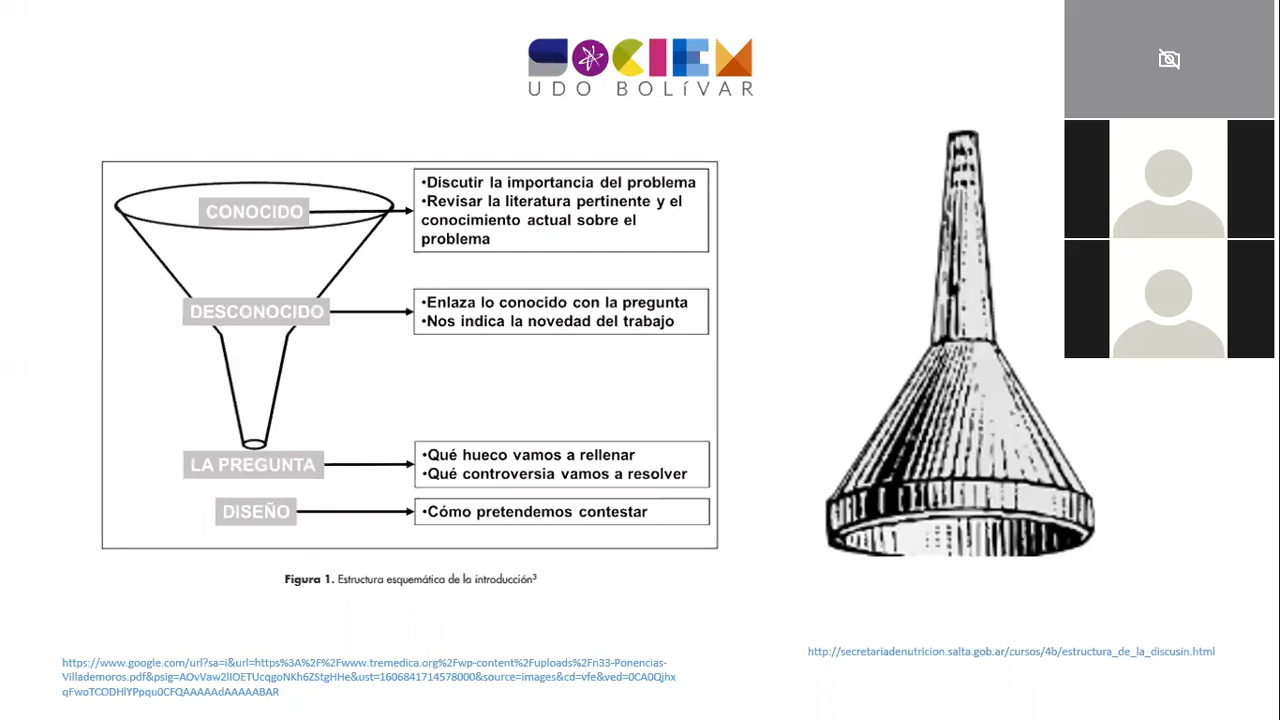 SOCIEM
UDO BOLíVAR
CONOCIDO
•Discutir la importancia del problema
•Revisar la literatura pertinente y el
conocimiento actual sobre el
problema
DESCONOCIDO
•Enlaza lo conocido con la pregunta
•Nos indica la novedad del trabajo
LA PREGUNTA
•Qué hueco vamos a rellenar
•Qué controversia vamos a resolver
DISEÑO
•Cómo pretendemos contestar
Figura 1. Estructura esquemática de la introducción³
http://secretariadenutricion.salta.gob.ar/cursos/4b/estructura_de_la_discusin.html
https://www.google.com/url?sa=i&url=https%3A%2F%2Fwww.tremedica.org%2Fwp-content%2Fuploads%2Fn33-Ponencias-
Villademoros.pdf&psig=AOvVaw2lIOETUcqgoNKh6ZStgHHe&ust=1606841714578000&source=images&cd=vfe&ved=0CA0Qjhx
qFwoTCODHlYPpqu0CFQAAAAAdAAAAABAR